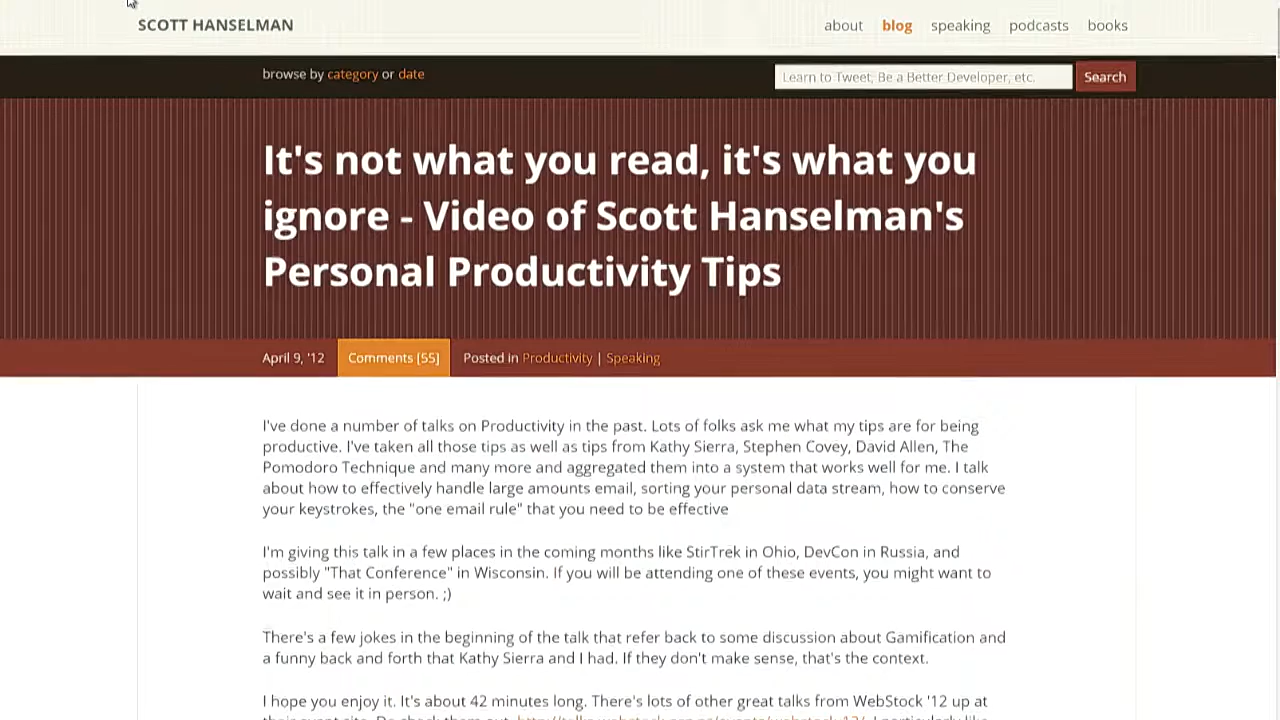 SCOTT HANSELMAN
about blog speaking podcasts books
browse by category or date
Learn to Tweet, Be a Better Developer, etc. Search
It's not what you read, it's what you
ignore - Video of Scott Hanselman's
Personal Productivity Tips
April 9, '12 Comments [55] Posted in Productivity | Speaking
I've done a number of talks on Productivity in the past. Lots of folks ask me what my tips are for being
productive. I've taken all those tips as well as tips from Kathy Sierra, Stephen Covey, David Allen, The
Pomodoro Technique and many more and aggregated them into a system that works well for me. I talk
about how to effectively handle large amounts email, sorting your personal data stream, how to conserve
your keystrokes, the "one email rule" that you need to be effective
I'm giving this talk in a few places in the coming months like StirTrek in Ohio, DevCon in Russia, and
possibly "That Conference" in Wisconsin. If you will be attending one of these events, you might want to
wait and see it in person. ;)
There's a few jokes in the beginning of the talk that refer back to some discussion about Gamification and
a funny back and forth that Kathy Sierra and I had. If they don't make sense, that's the context.
I hope you enjoy it. It's about 42 minutes long. There's lots of other great talks from WebStock '12 up at